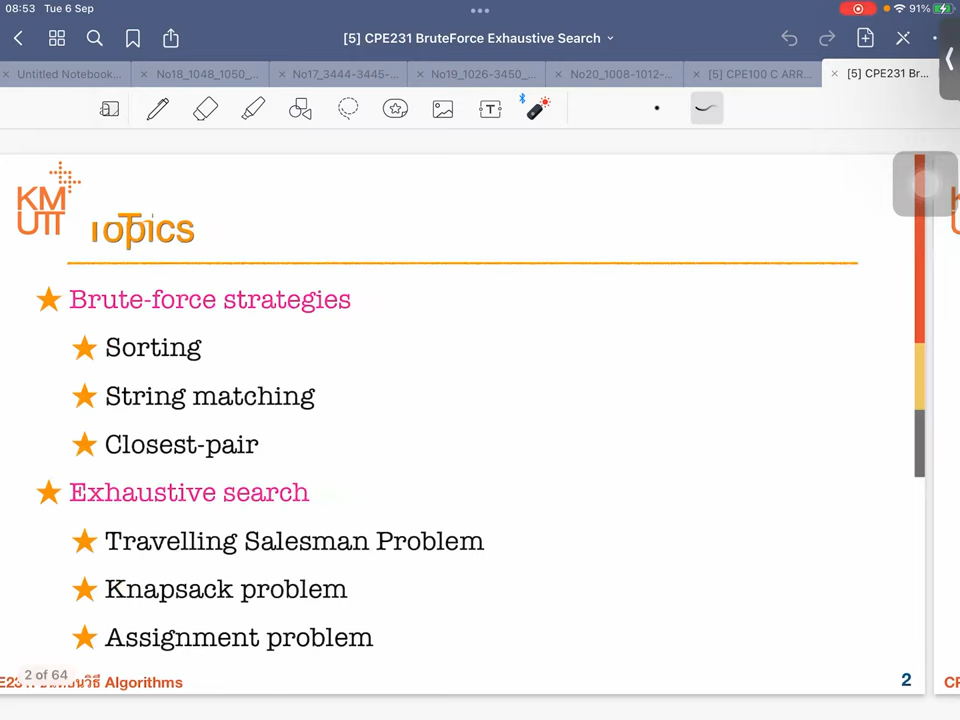 08:53 Tue 6 Sep
91%
[5] CPE231 BruteForce Exhaustive Search
Untitled Notebook...
No18_1048_1050_...
No17_3444-3445-...
No19_1026-3450_...
No20_1008-1012-...
[5] CPE100 C ARR...
[5] CPE231 Br...
T
KM
UTT
Topics
Brute-force strategies
Sorting
String matching
Closest-pair
Exhaustive search
Travelling Salesman Problem
Knapsack problem
Assignment problem
2 of 64
Algorithms
2